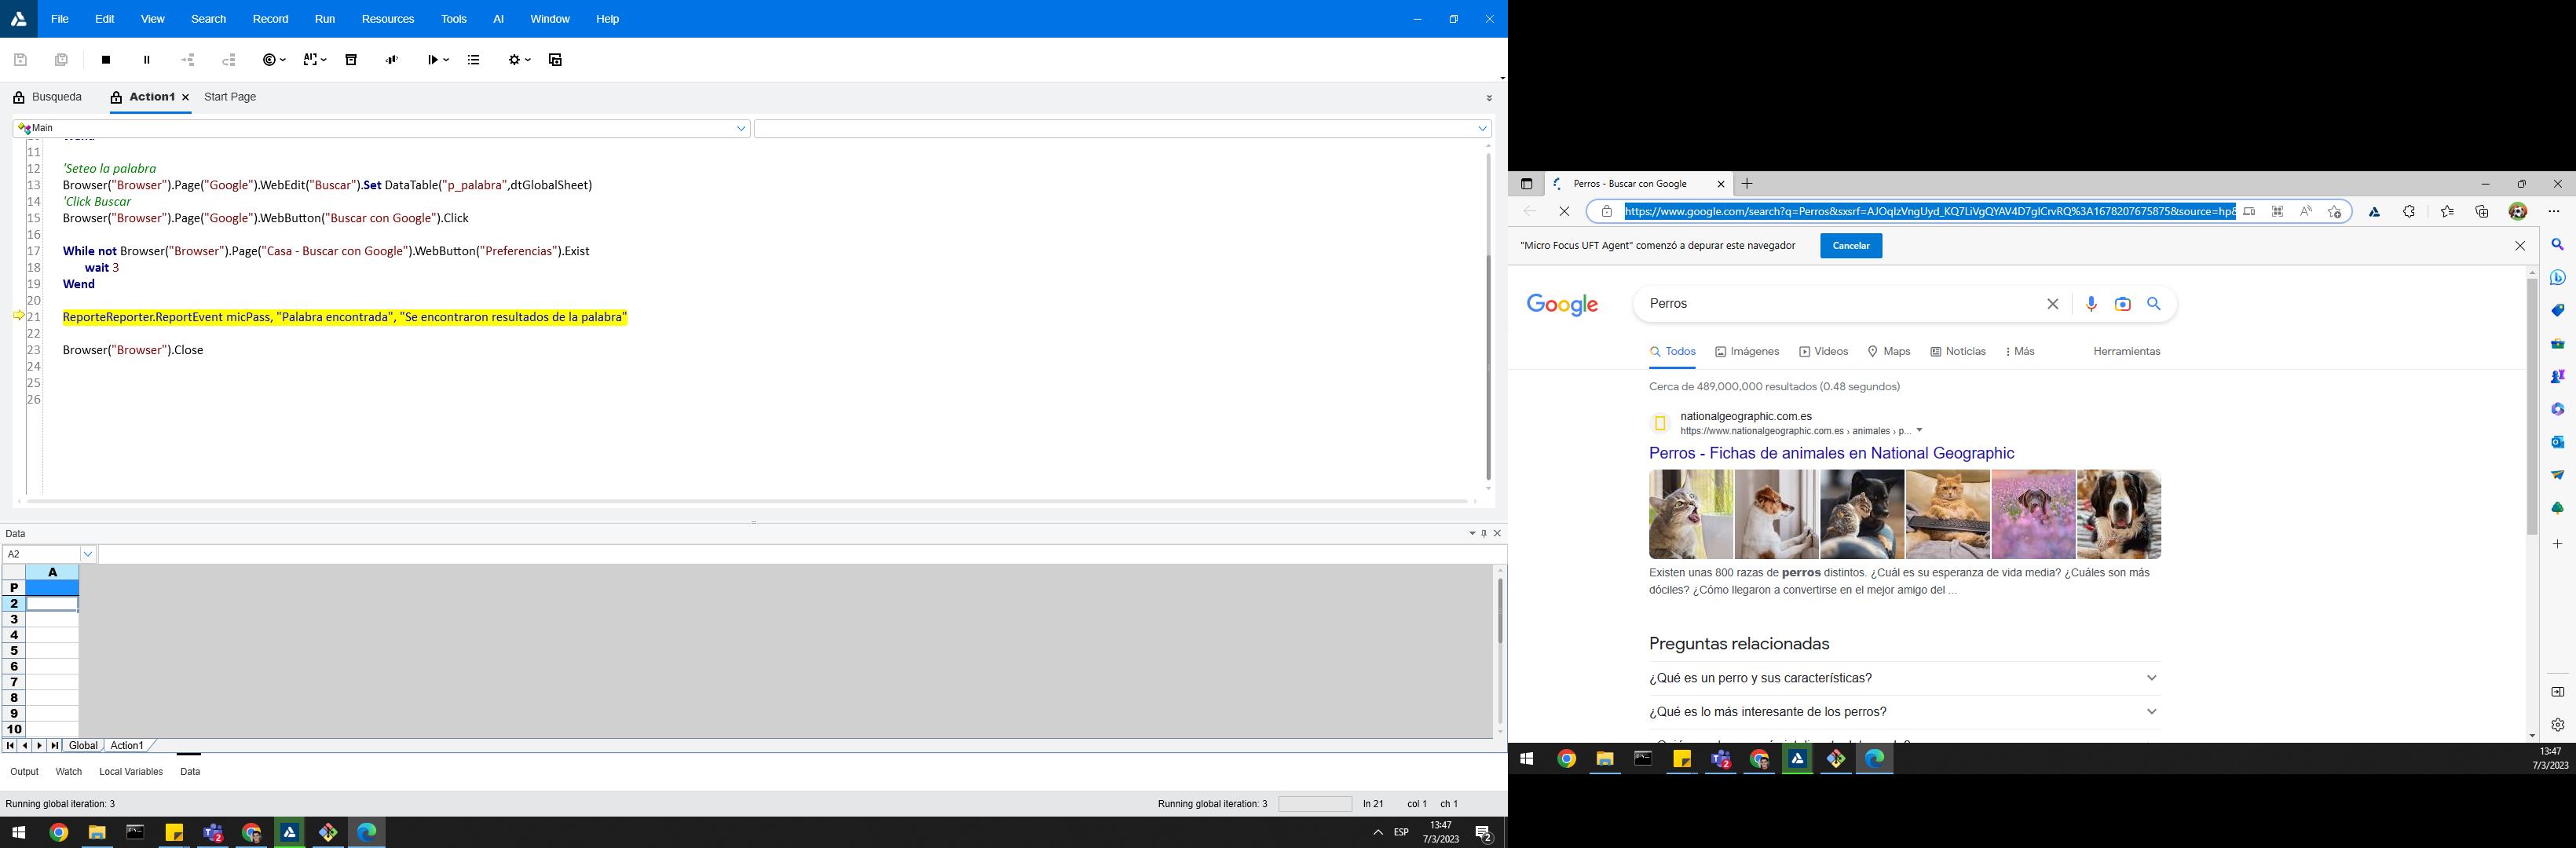 File Edit View Search Record Run Resources Tools AI Window Help
Busqueda Action1 Start Page
Main
11
12 'Seteo la palabra
13 Browser("Browser").Page("Google").WebEdit("Buscar").Set DataTable("p_palabra",dtGlobalSheet)
14 'Click Buscar
15 Browser("Browser").Page("Google").WebButton("Buscar con Google").Click
16
17 While not Browser("Browser").Page("Casa - Buscar con Google").WebButton("Preferencias").Exist
18 wait 3
19 Wend
20
21 ReporteReporter.ReportEvent micPass, "Palabra encontrada", "Se encontraron resultados de la palabra"
22
23 Browser("Browser").Close
24
25
26
Data
A2
A
P
2
3
4
5
6
7
8
9
10
Global Action1
Output Watch Local Variables Data
Running global iteration: 3 Running global iteration: 3 ln 21 col 1 ch 1
2 ESP 13:47
7/3/2023 2
Perros - Buscar con Google
https://www.google.com/search?q=Perros&sxsrf=AJOqlzVngUyd_KQ7LiVgQYAV4D7glCrvRQ%3A1678207675875&source=hp&
"Micro Focus UFT Agent" comenzó a depurar este navegador Cancelar
Google Perros
Todos Imágenes Videos Maps Noticias Más Herramientas
Cerca de 489,000,000 resultados (0.48 segundos)
nationalgeographic.com.es
https://www.nationalgeographic.com.es › animales › p...
Perros - Fichas de animales en National Geographic
Existen unas 800 razas de perros distintos. ¿Cuál es su esperanza de vida media? ¿Cuáles son más
dóciles? ¿Cómo llegaron a convertirse en el mejor amigo del ...
Preguntas relacionadas
¿Qué es un perro y sus características?
¿Qué es lo más interesante de los perros?
2 13:47
7/3/2023